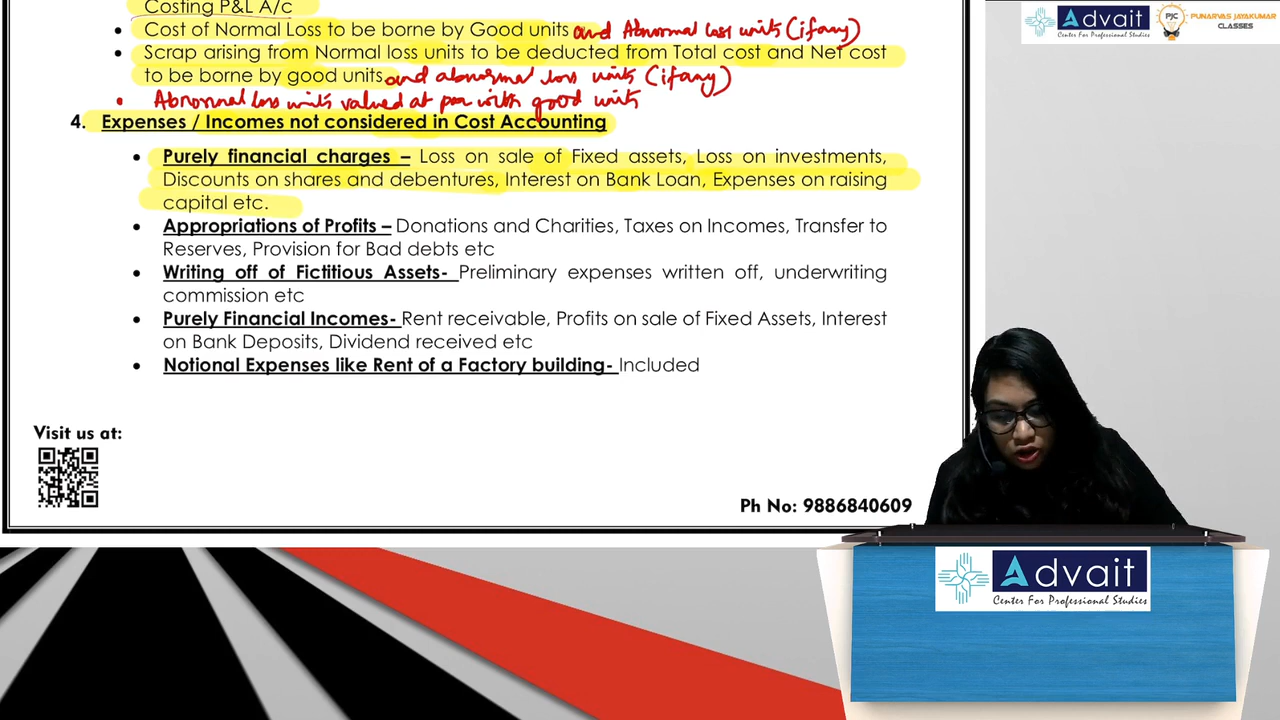 Costing P&L A/c
• Cost of Normal Loss to be borne by Good units and Abnormal loss units (if any)
• Scrap arising from Normal loss units to be deducted from Total cost and Net cost
to be borne by good units and abnormal loss units (if any)
• Abnormal loss units valued at par with good units
4. Expenses / Incomes not considered in Cost Accounting
• Purely financial charges – Loss on sale of Fixed assets, Loss on investments,
Discounts on shares and debentures, Interest on Bank Loan, Expenses on raising
capital etc.
• Appropriations of Profits – Donations and Charities, Taxes on Incomes, Transfer to
Reserves, Provision for Bad debts etc
• Writing off of Fictitious Assets- Preliminary expenses written off, underwriting
commission etc
• Purely Financial Incomes- Rent receivable, Profits on sale of Fixed Assets, Interest
on Bank Deposits, Dividend received etc
• Notional Expenses like Rent of a Factory building- Included
Visit us at:
Ph No: 9886840609
Advait
Center For Professional Studies
PJC
PUNARVAS JAYAKUMAR
CLASSES
Advait
Center For Professional Studies